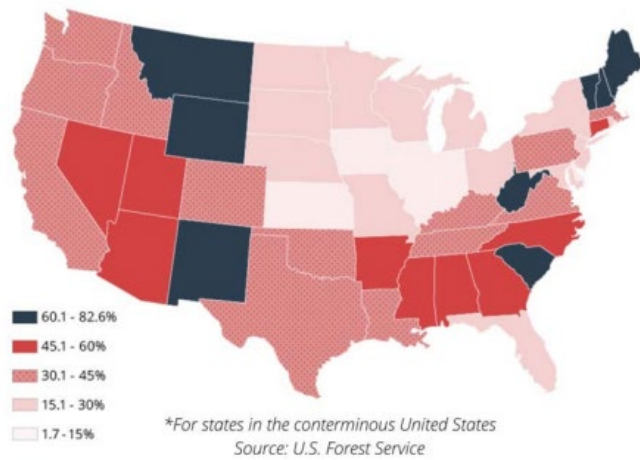 60.1 - 82.6%
45.1 - 60%
30.1 - 45%
15.1 - 30%
1.7 - 15%
*For states in the conterminous United States
Source: U.S. Forest Service